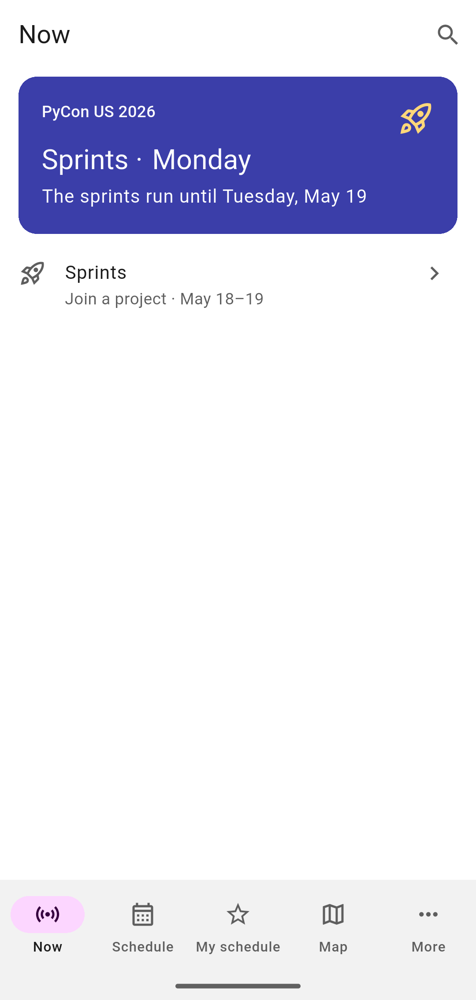 Now
PyCon US 2026
Sprints · Monday
The sprints run until Tuesday, May 19
Sprints
Join a project · May 18–19
Now
Schedule
My schedule
Map
More